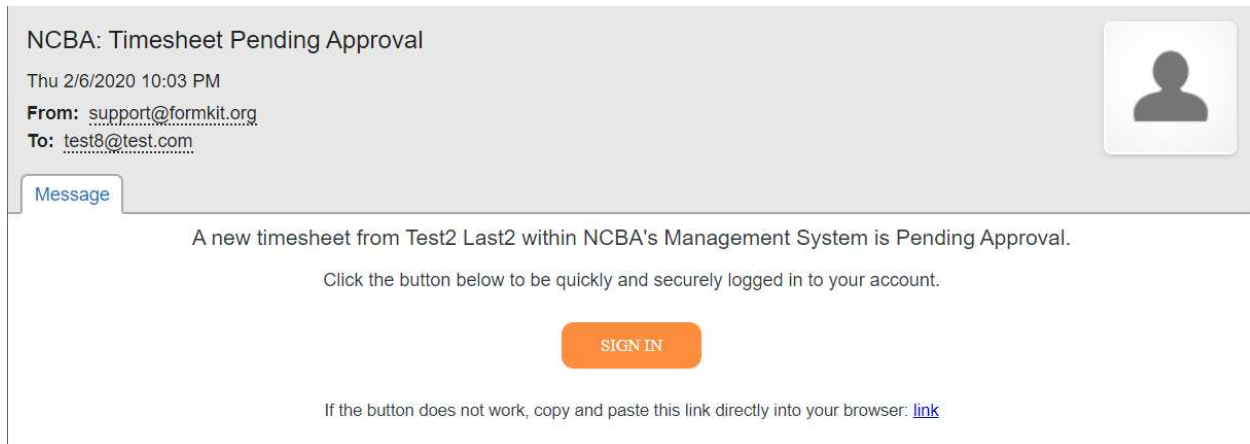 NCBA: Timesheet Pending Approval
Thu 2/6/2020 10:03 PM
From: support@formkit.org
To: test8@test.com
Message
A new timesheet from Test2 Last2 within NCBA's Management System is Pending Approval.
Click the button below to be quickly and securely logged in to your account.
SIGN IN
If the button does not work, copy and paste this link directly into your browser: link